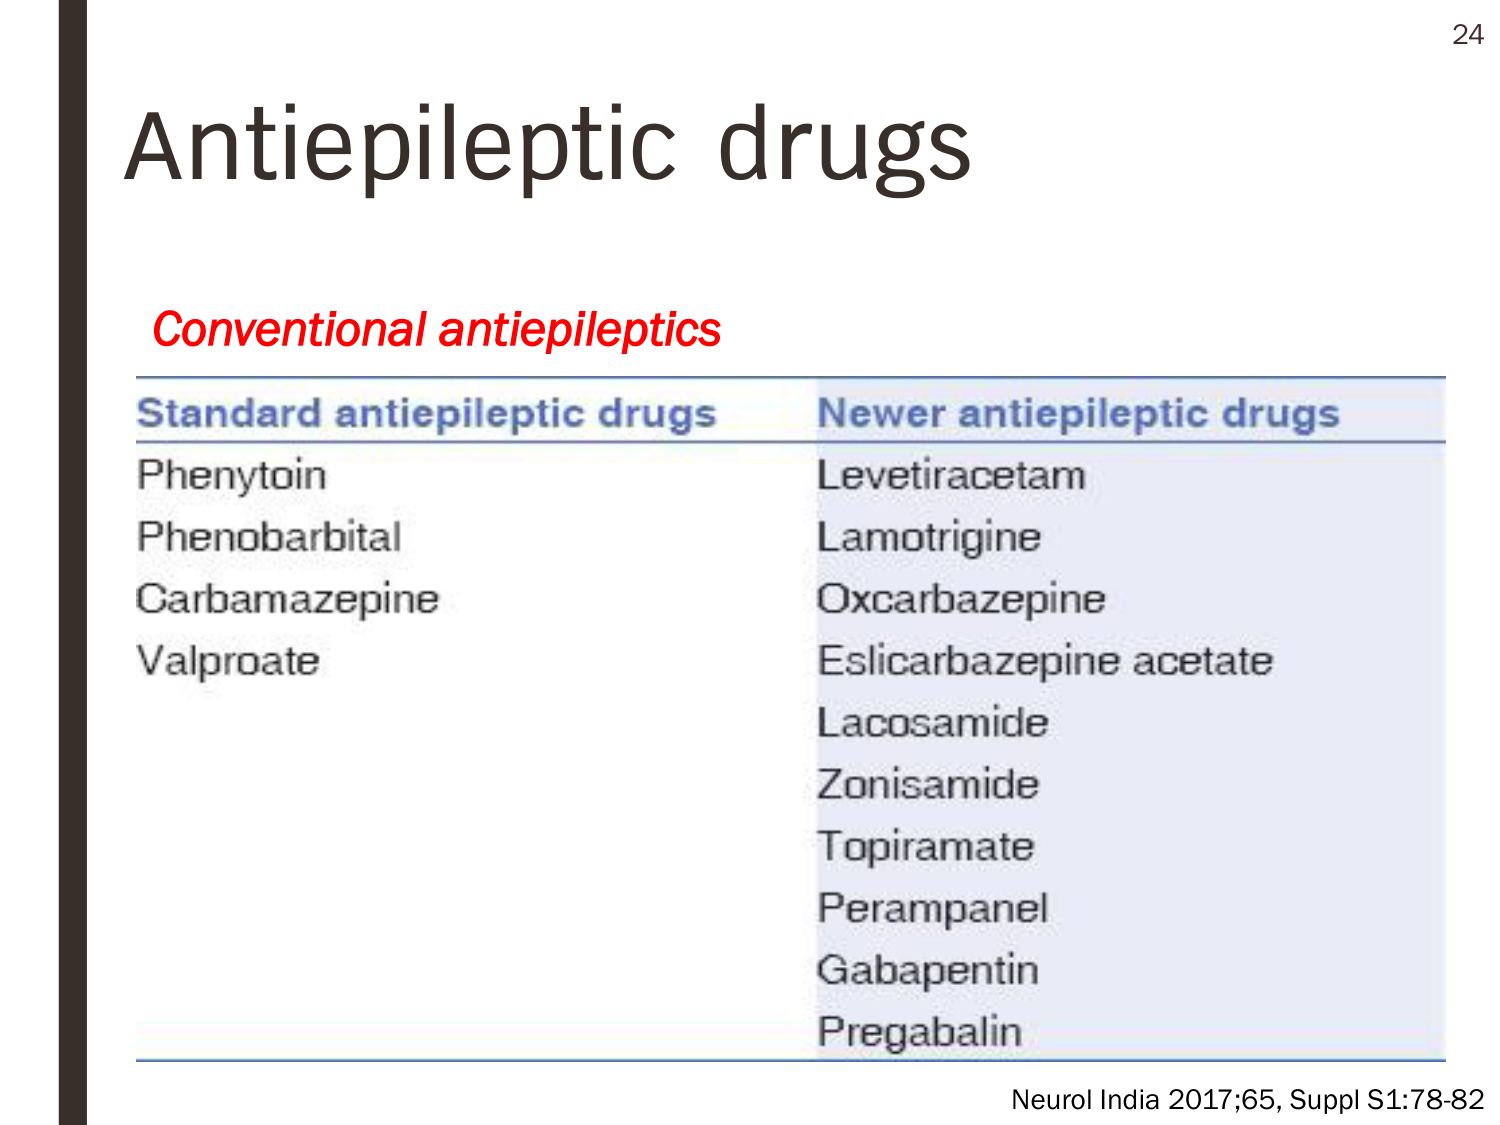 24
Antiepileptic drugs
Conventional antiepileptics
Standard antiepileptic drugs Newer antiepileptic drugs
Phenytoin Levetiracetam
Phenobarbital Lamotrigine
Carbamazepine Oxcarbazepine
Valproate Eslicarbazepine acetate
Lacosamide
Zonisamide
Topiramate
Perampanel
Gabapentin
Pregabalin
Neurol India 2017;65, Suppl S1:78-82